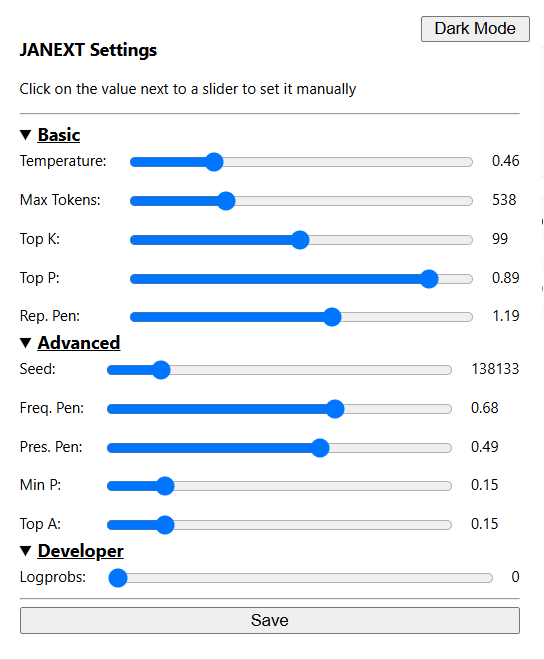 Dark Mode
JANEXT Settings
Click on the value next to a slider to set it manually
▼ Basic
Temperature: 0.46
Max Tokens: 538
Top K: 99
Top P: 0.89
Rep. Pen: 1.19
▼ Advanced
Seed: 138133
Freq. Pen: 0.68
Pres. Pen: 0.49
Min P: 0.15
Top A: 0.15
▼ Developer
Logprobs: 0
Save